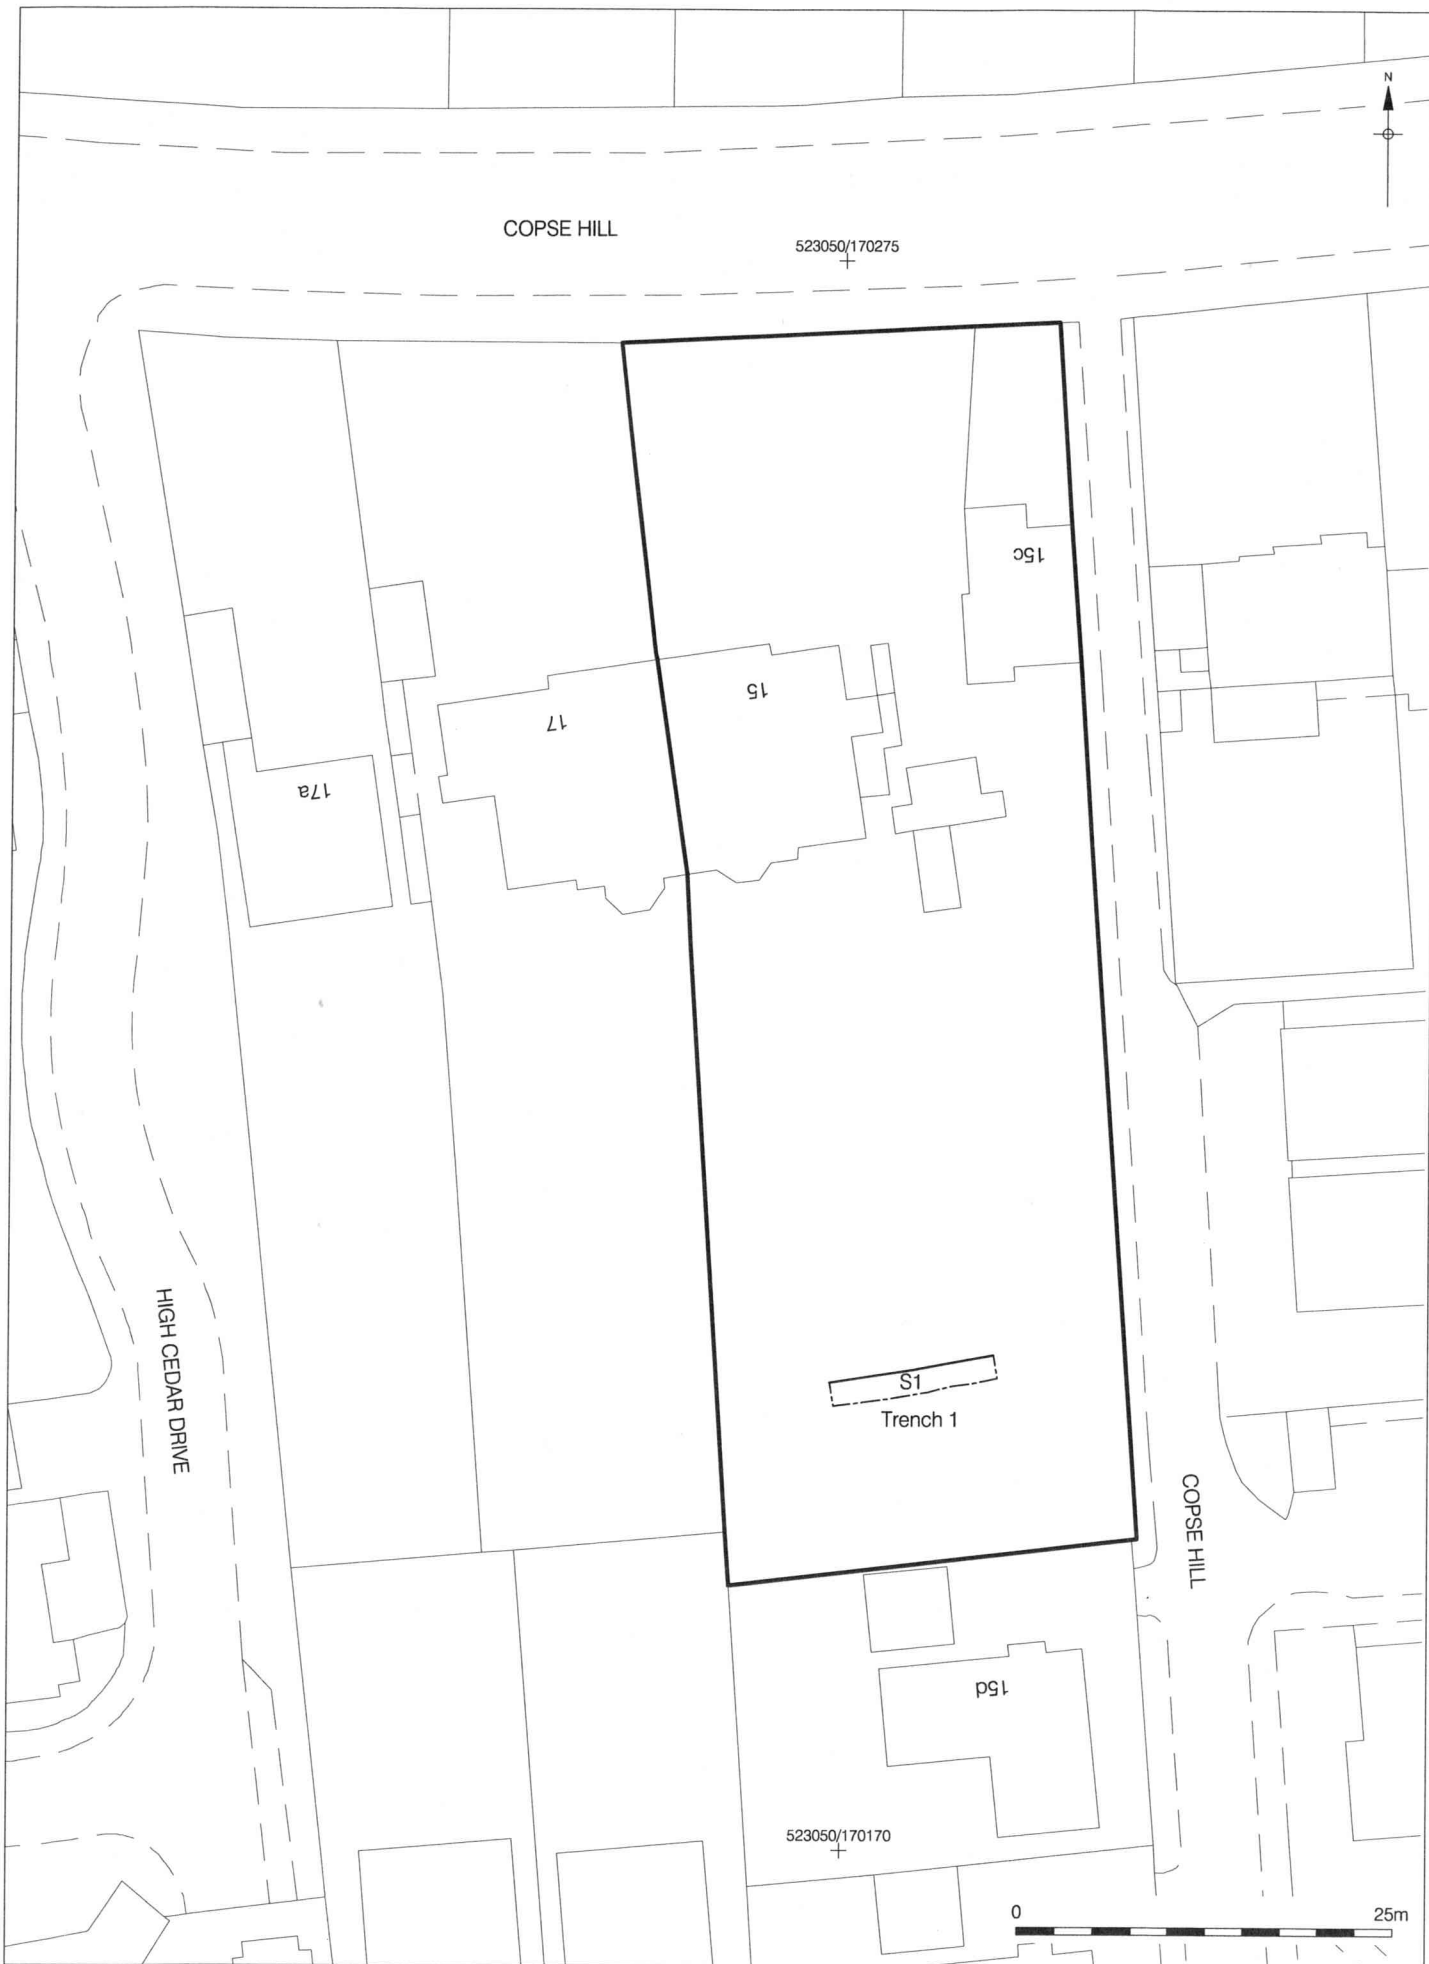 N
COPSE HILL
523050/170275
15c
15
17
17a
HIGH CEDAR DRIVE
S1
Trench 1
COPSE HILL
15d
523050/170170
0 25m